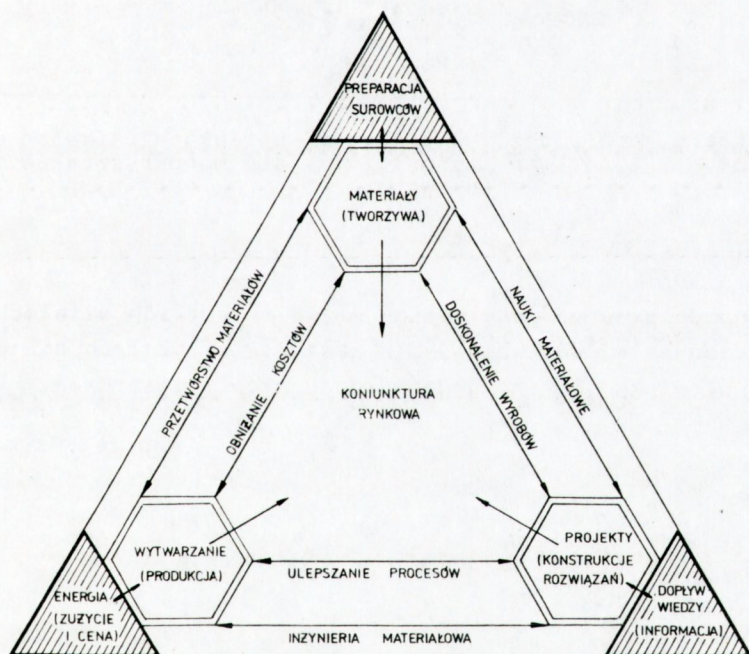 PREPARACJA
SUROWCÓW
MATERIAŁY
(TWORZYWA)
PRZETWÓRSTWO MATERIAŁÓW
OBNIŻANIE KOSZTÓW
DOSKONALENIE WYROBÓW
NAUKI MATERIAŁOWE
KONIUNKTURA
RYNKOWA
WYTWARZANIE
(PRODUKCJA)
PROJEKTY
(KONSTRUKCJE
ROZWIĄZAŃ)
ULEPSZANIE PROCESÓW
ENERGIA
(ZUŻYCIE
I CENA)
DOPŁYW
WIEDZY
(INFORMACJA)
INŻYNIERIA MATERIAŁOWA